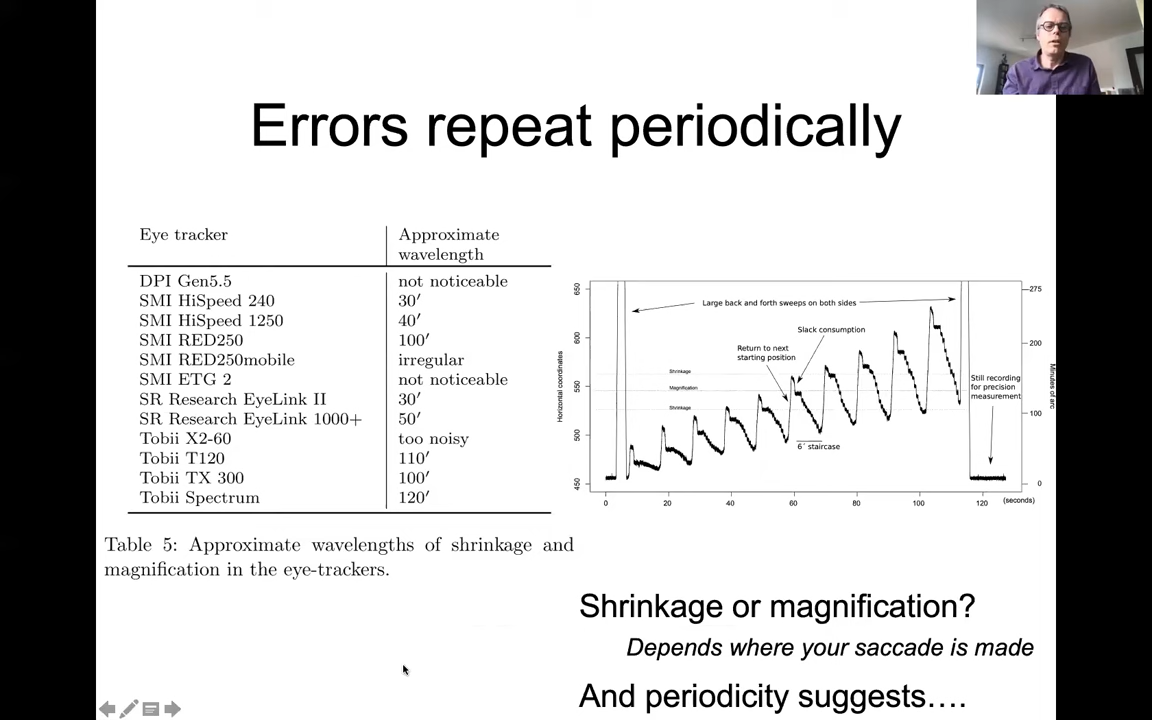 Errors repeat periodically
Eye tracker Approximate
wavelength
DPI Gen5.5 not noticeable
SMI HiSpeed 240 30′
SMI HiSpeed 1250 40′
SMI RED250 100′
SMI RED250mobile irregular
SMI ETG 2 not noticeable
SR Research EyeLink II 30′
SR Research EyeLink 1000+ 50′
Tobii X2-60 too noisy
Tobii T120 110′
Tobii TX 300 100′
Tobii Spectrum 120′
Table 5: Approximate wavelengths of shrinkage and
magnification in the eye-trackers.
Horizontal coordinates
650
600
550
500
450
Large back and forth sweeps on both sides
Slack consumption
Return to next
starting position
Shrinkage
Magnification
Shrinkage
6´ staircase
Still recording
for precision
measurement
275
200
100
0
Minutes of arc
0 20 40 60 80 100 120 (seconds)
Shrinkage or magnification?
Depends where your saccade is made
And periodicity suggests....